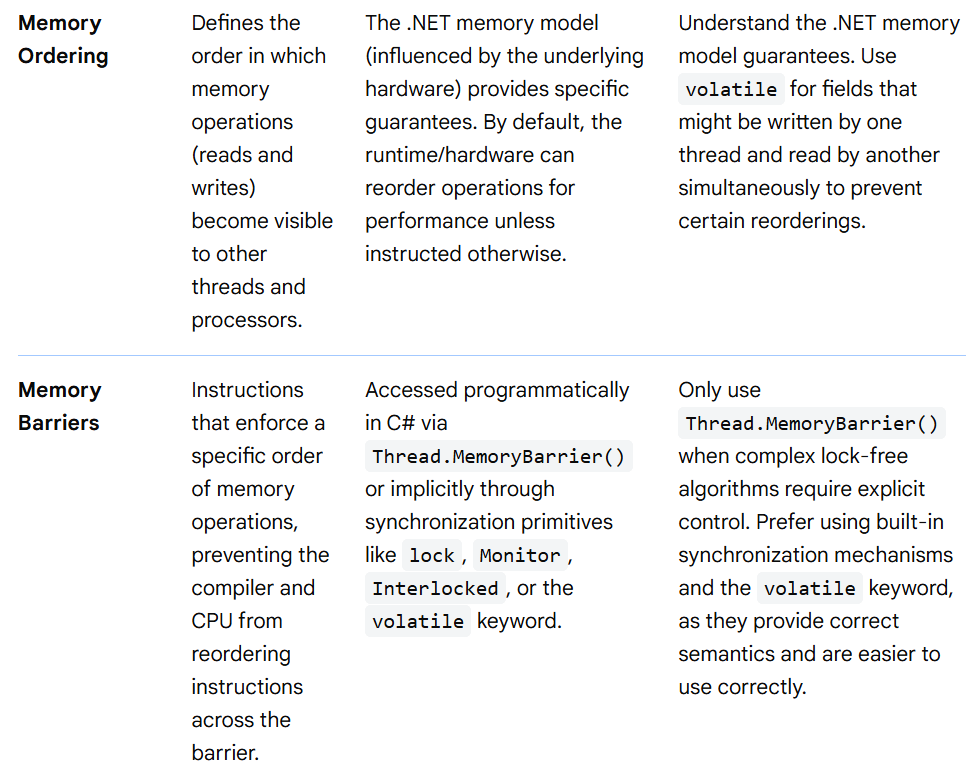 Memory
Ordering
Defines the
order in which
memory
operations
(reads and
writes)
become visible
to other
threads and
processors.
The .NET memory model
(influenced by the underlying
hardware) provides specific
guarantees. By default, the
runtime/hardware can
reorder operations for
performance unless
instructed otherwise.
Understand the .NET memory
model guarantees. Use
volatile for fields that
might be written by one
thread and read by another
simultaneously to prevent
certain reorderings.
Memory
Barriers
Instructions
that enforce a
specific order
of memory
operations,
preventing the
compiler and
CPU from
reordering
instructions
across the
barrier.
Accessed programmatically
in C# via
Thread.MemoryBarrier()
or implicitly through
synchronization primitives
like lock, Monitor,
Interlocked, or the
volatile keyword.
Only use
Thread.MemoryBarrier()
when complex lock-free
algorithms require explicit
control. Prefer using built-in
synchronization mechanisms
and the volatile keyword,
as they provide correct
semantics and are easier to
use correctly.